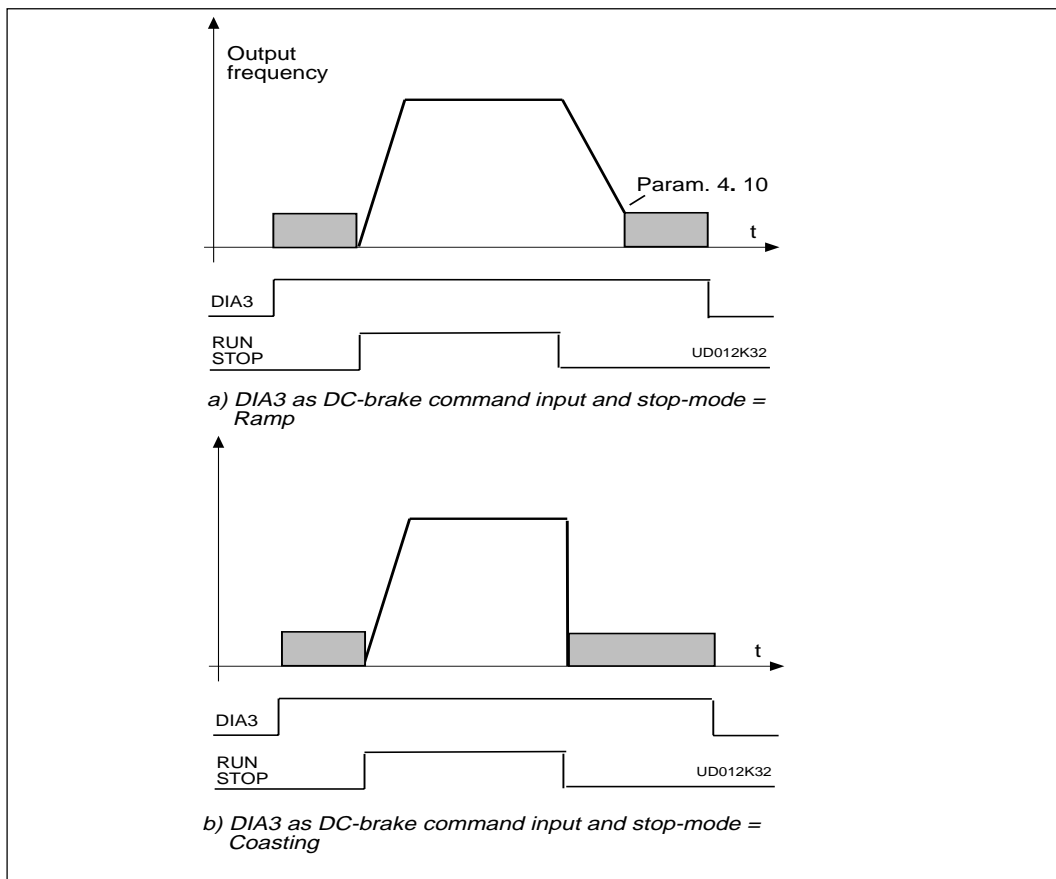 Output
frequency
Param. 4. 10
t
DIA3
RUN
STOP
UD012K32
a) DIA3 as DC-brake command input and stop-mode =
Ramp
t
DIA3
RUN
STOP
UD012K32
b) DIA3 as DC-brake command input and stop-mode =
Coasting